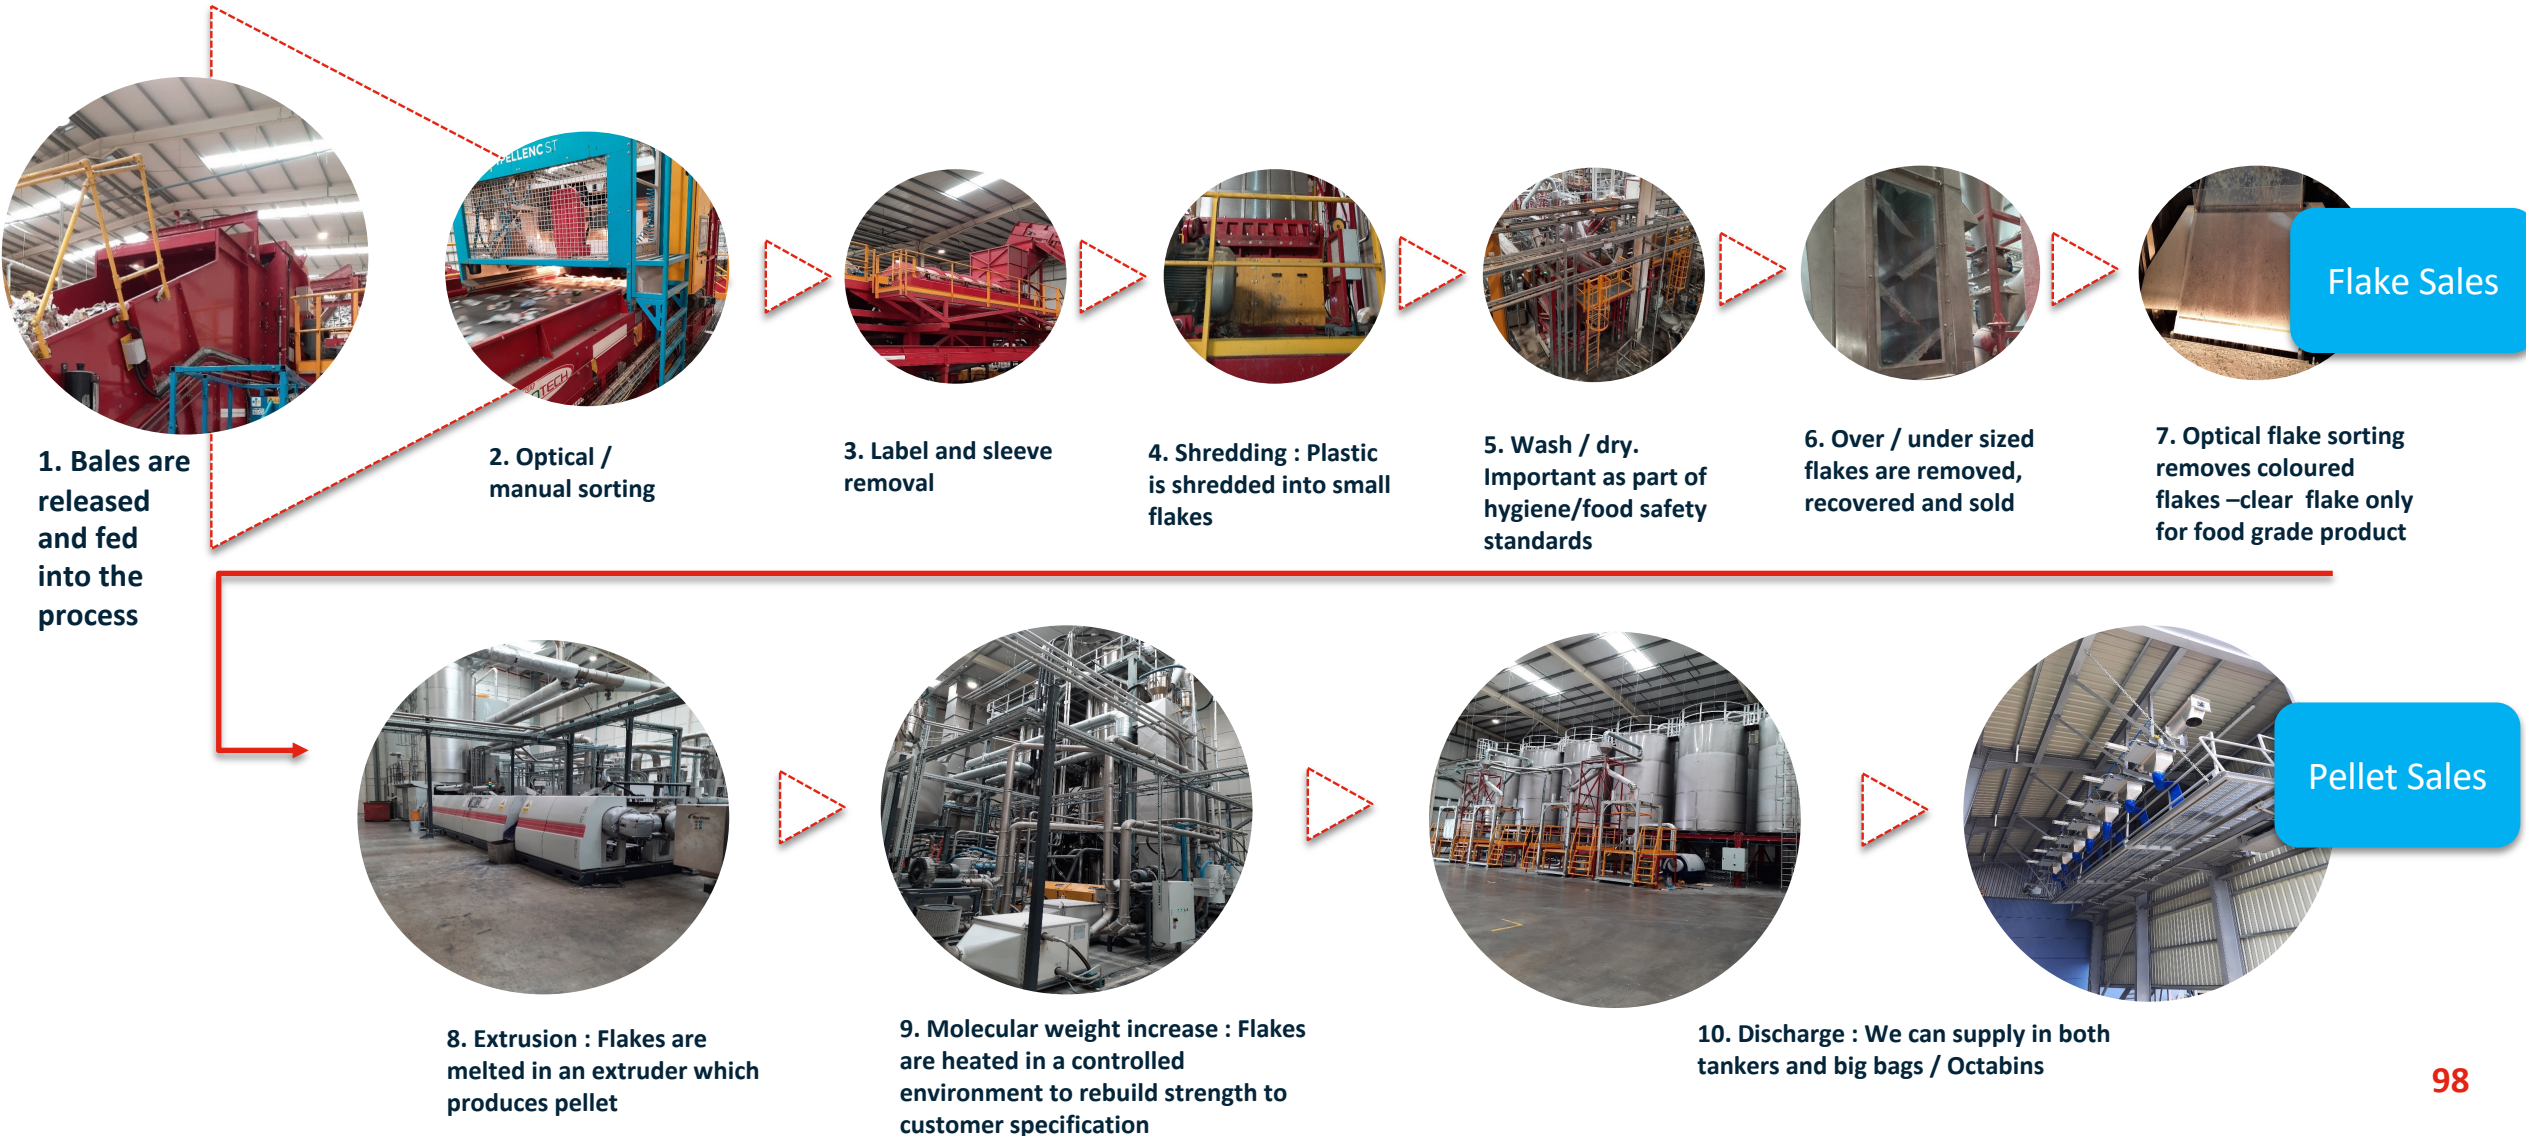 PELLENC ST
TECH
Flake Sales
1. Bales are
released
and fed
into the
process
2. Optical /
manual sorting
3. Label and sleeve
removal
4. Shredding : Plastic
is shredded into small
flakes
5. Wash / dry.
Important as part of
hygiene/food safety
standards
6. Over / under sized
flakes are removed,
recovered and sold
7. Optical flake sorting
removes coloured
flakes –clear  flake only
for food grade product
Pellet Sales
8. Extrusion : Flakes are
melted in an extruder which
produces pellet
9. Molecular weight increase : Flakes
are heated in a controlled
environment to rebuild strength to
customer specification
10. Discharge : We can supply in both
tankers and big bags / Octabins
98